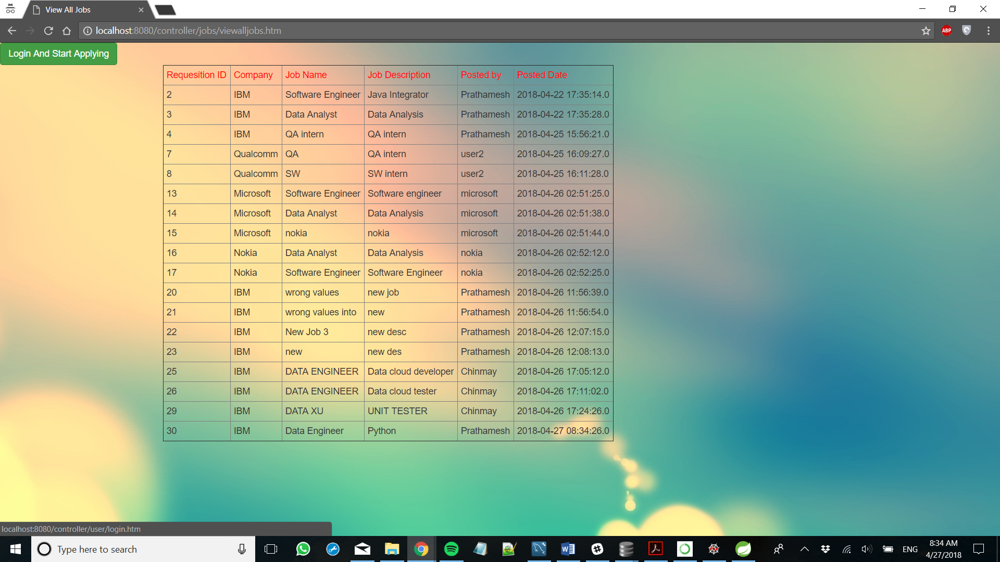 View All Jobs
localhost:8080/controller/jobs/viewalljobs.htm
ABP
Login And Start Applying
Requesition ID Company Job Name Job Description Posted by Posted Date
2 IBM Software Engineer Java Integrator Prathamesh 2018-04-22 17:35:14.0
3 IBM Data Analyst Data Analysis Prathamesh 2018-04-22 17:35:28.0
4 IBM QA intern QA intern Prathamesh 2018-04-25 15:56:21.0
7 Qualcomm QA QA intern user2 2018-04-25 16:09:27.0
8 Qualcomm SW SW intern user2 2018-04-25 16:11:28.0
13 Microsoft Software Engineer Software engineer microsoft 2018-04-26 02:51:25.0
14 Microsoft Data Analyst Data Analysis microsoft 2018-04-26 02:51:38.0
15 Microsoft nokia nokia microsoft 2018-04-26 02:51:44.0
16 Nokia Data Analyst Data Analysis nokia 2018-04-26 02:52:12.0
17 Nokia Software Engineer Software Engineer nokia 2018-04-26 02:52:25.0
20 IBM wrong values new job Prathamesh 2018-04-26 11:56:39.0
21 IBM wrong values into new Prathamesh 2018-04-26 11:56:54.0
22 IBM New Job 3 new desc Prathamesh 2018-04-26 12:07:15.0
23 IBM new new des Prathamesh 2018-04-26 12:08:13.0
25 IBM DATA ENGINEER Data cloud developer Chinmay 2018-04-26 17:05:12.0
26 IBM DATA ENGINEER Data cloud tester Chinmay 2018-04-26 17:11:02.0
29 IBM DATA XU UNIT TESTER Chinmay 2018-04-26 17:24:26.0
30 IBM Data Engineer Python Prathamesh 2018-04-27 08:34:26.0
localhost:8080/controller/user/login.htm
Type here to search
ENG
8:34 AM
4/27/2018